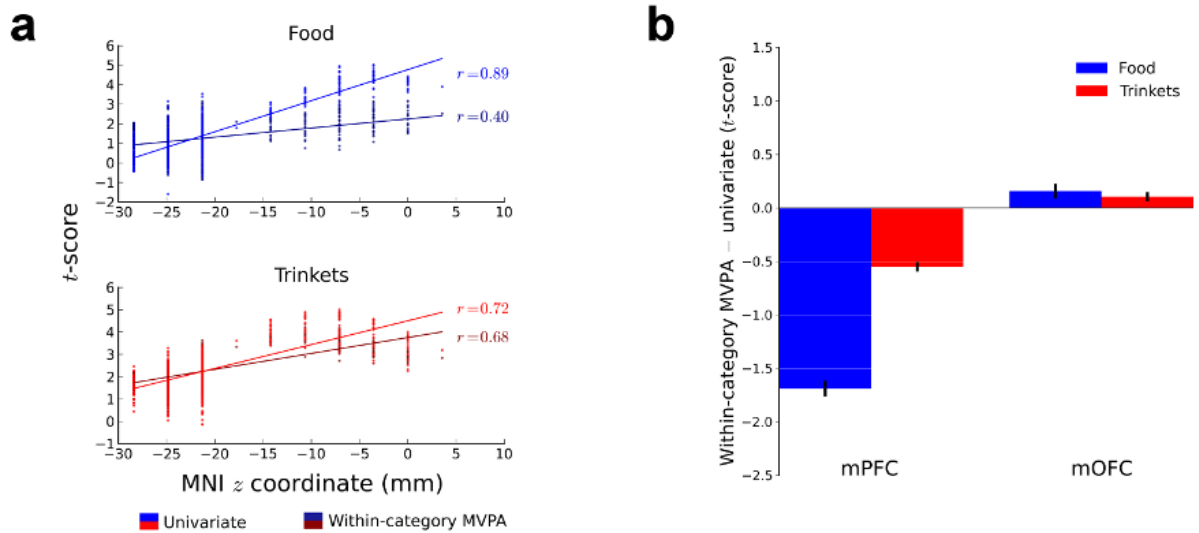 a
Food
6
5
4
3
2
1
0
−1
−2
r=0.89
r=0.40
−30 −25 −20 −15 −10 −5 0 5 10
t-score
Trinkets
6
5
4
3
2
1
0
−1
r=0.72
r=0.68
−30 −25 −20 −15 −10 −5 0 5 10
MNI z coordinate (mm)
Univariate Within-category MVPA
b
Within-category MVPA − univariate (t-score)
1.5
1.0
0.5
0.0
−0.5
−1.0
−1.5
−2.0
−2.5
Food
Trinkets
mPFC mOFC